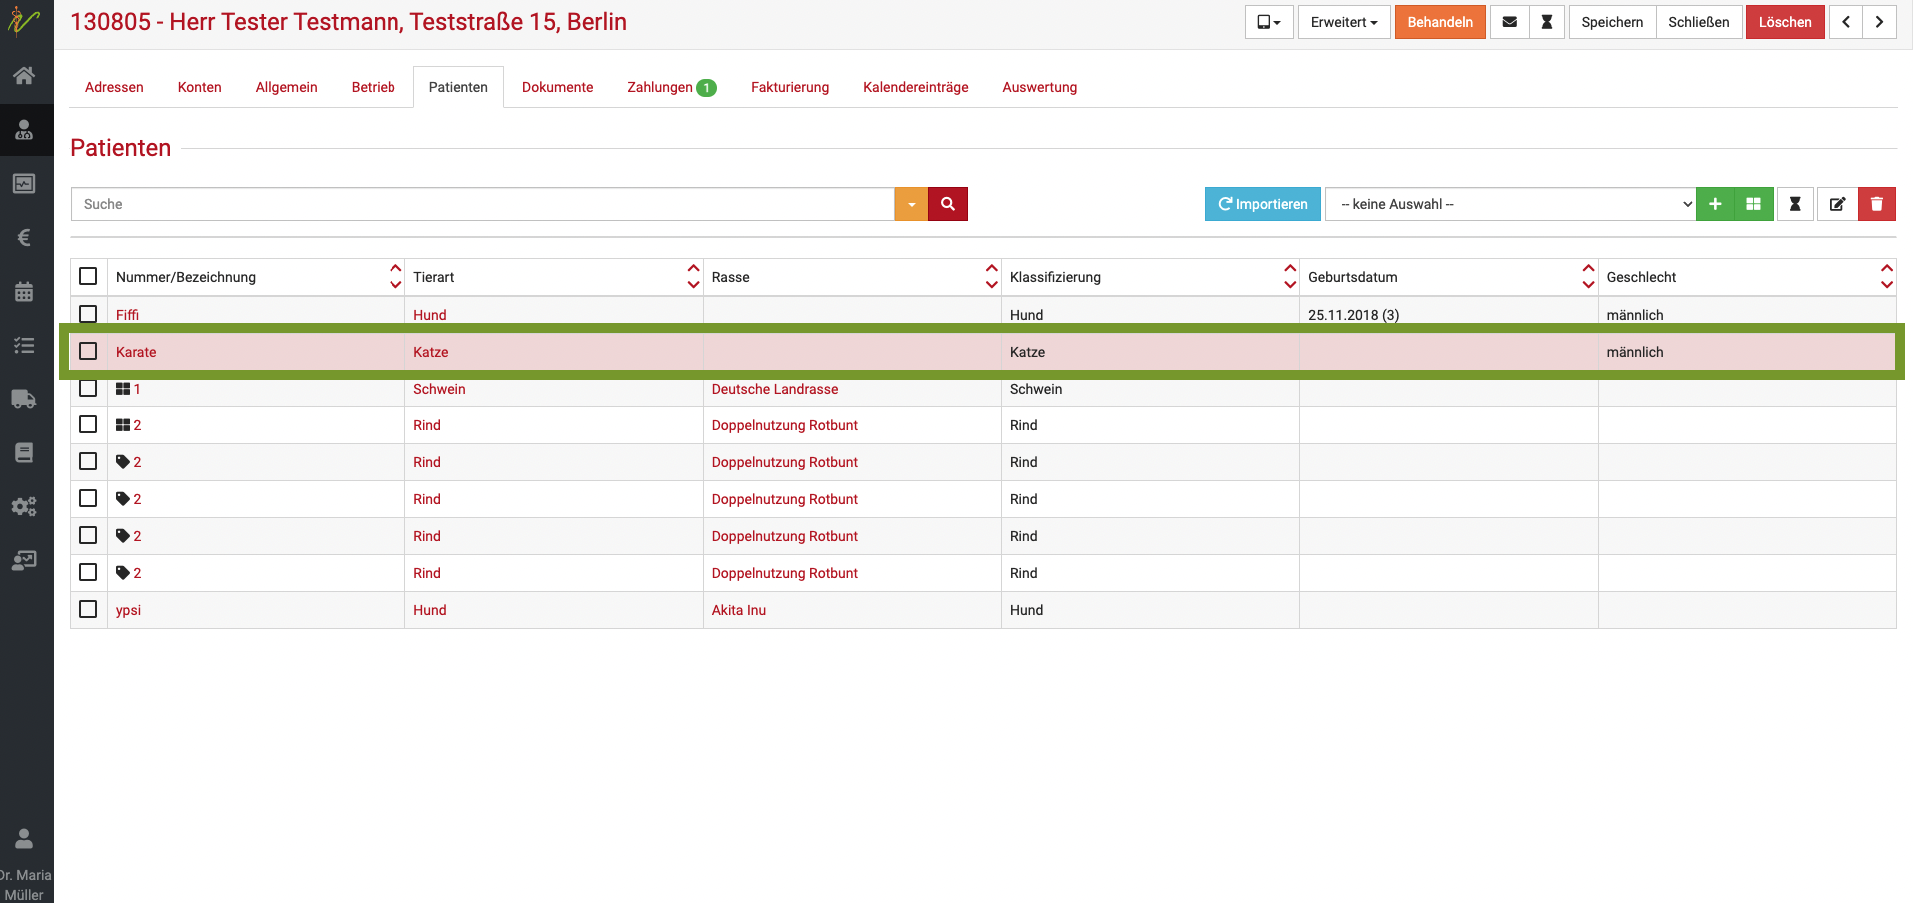 130805 - Herr Tester Testmann, Teststraße 15, Berlin
Erweitert Behandeln Speichern Schließen Löschen
Adressen Konten Allgemein Betrieb Patienten Dokumente Zahlungen 1 Fakturierung Kalendereinträge Auswertung
Patienten
Suche Importieren -- keine Auswahl --
Nummer/Bezeichnung Tierart Rasse Klassifizierung Geburtsdatum Geschlecht
Fiffi Hund Hund 25.11.2018 (3) männlich
Karate Katze Katze männlich
1 Schwein Deutsche Landrasse Schwein
2 Rind Doppelnutzung Rotbunt Rind
2 Rind Doppelnutzung Rotbunt Rind
2 Rind Doppelnutzung Rotbunt Rind
2 Rind Doppelnutzung Rotbunt Rind
2 Rind Doppelnutzung Rotbunt Rind
ypsi Hund Akita Inu Hund
Dr. Maria
Müller